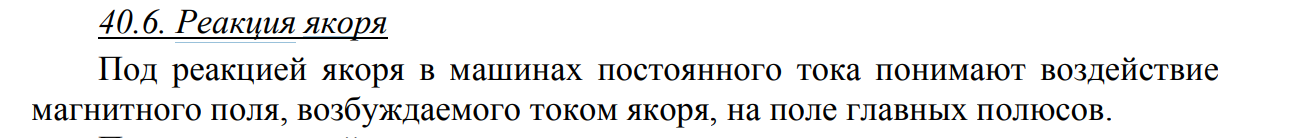 40.6. Реакция якоря
Под реакцией якоря в машинах постоянного тока понимают воздействие
магнитного поля, возбуждаемого током якоря, на поле главных полюсов.